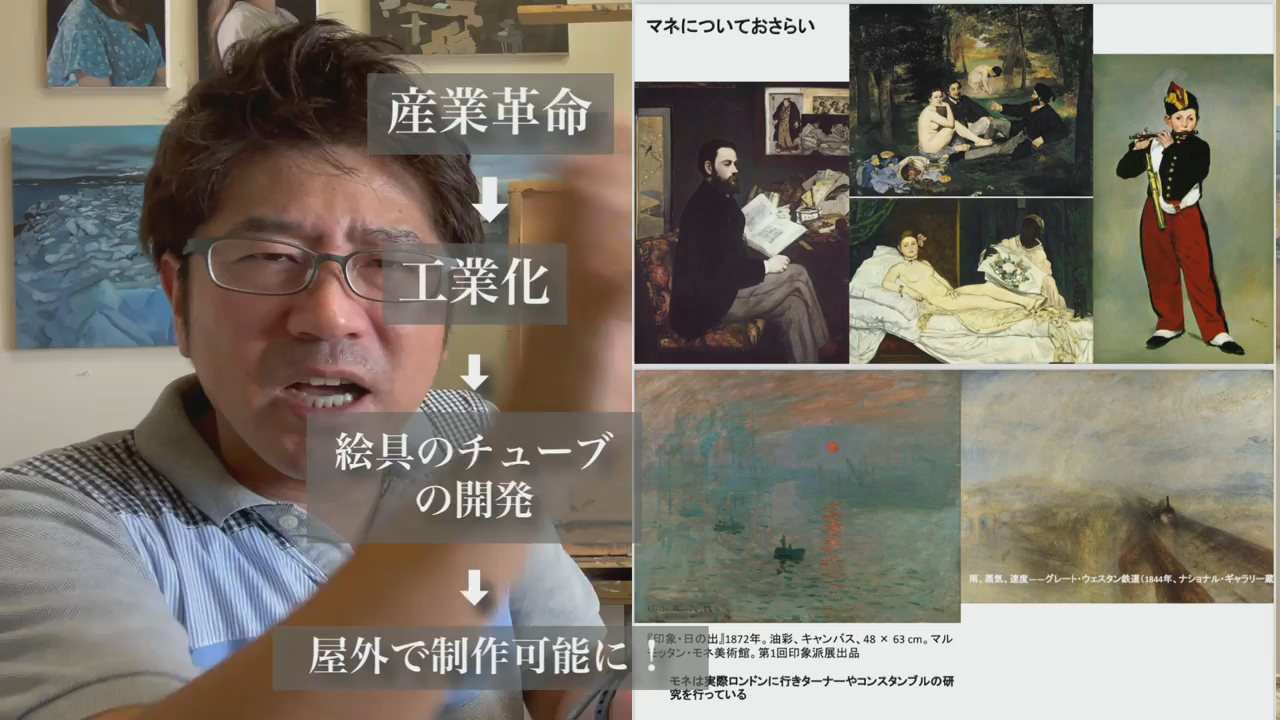 産業革命
工業化
絵具のチューブ
の開発
屋外で制作可能に！
マネについておさらい
雨、蒸気、速度——グレート・ウェスタン鉄道（1844年、ナショナル・ギャラリー蔵
『印象・日の出』1872年。油彩、キャンバス、48 × 63 cm。マル
モッタン・モネ美術館。第1回印象派展出品
モネは実際ロンドンに行きターナーやコンスタンブルの研
究を行っている